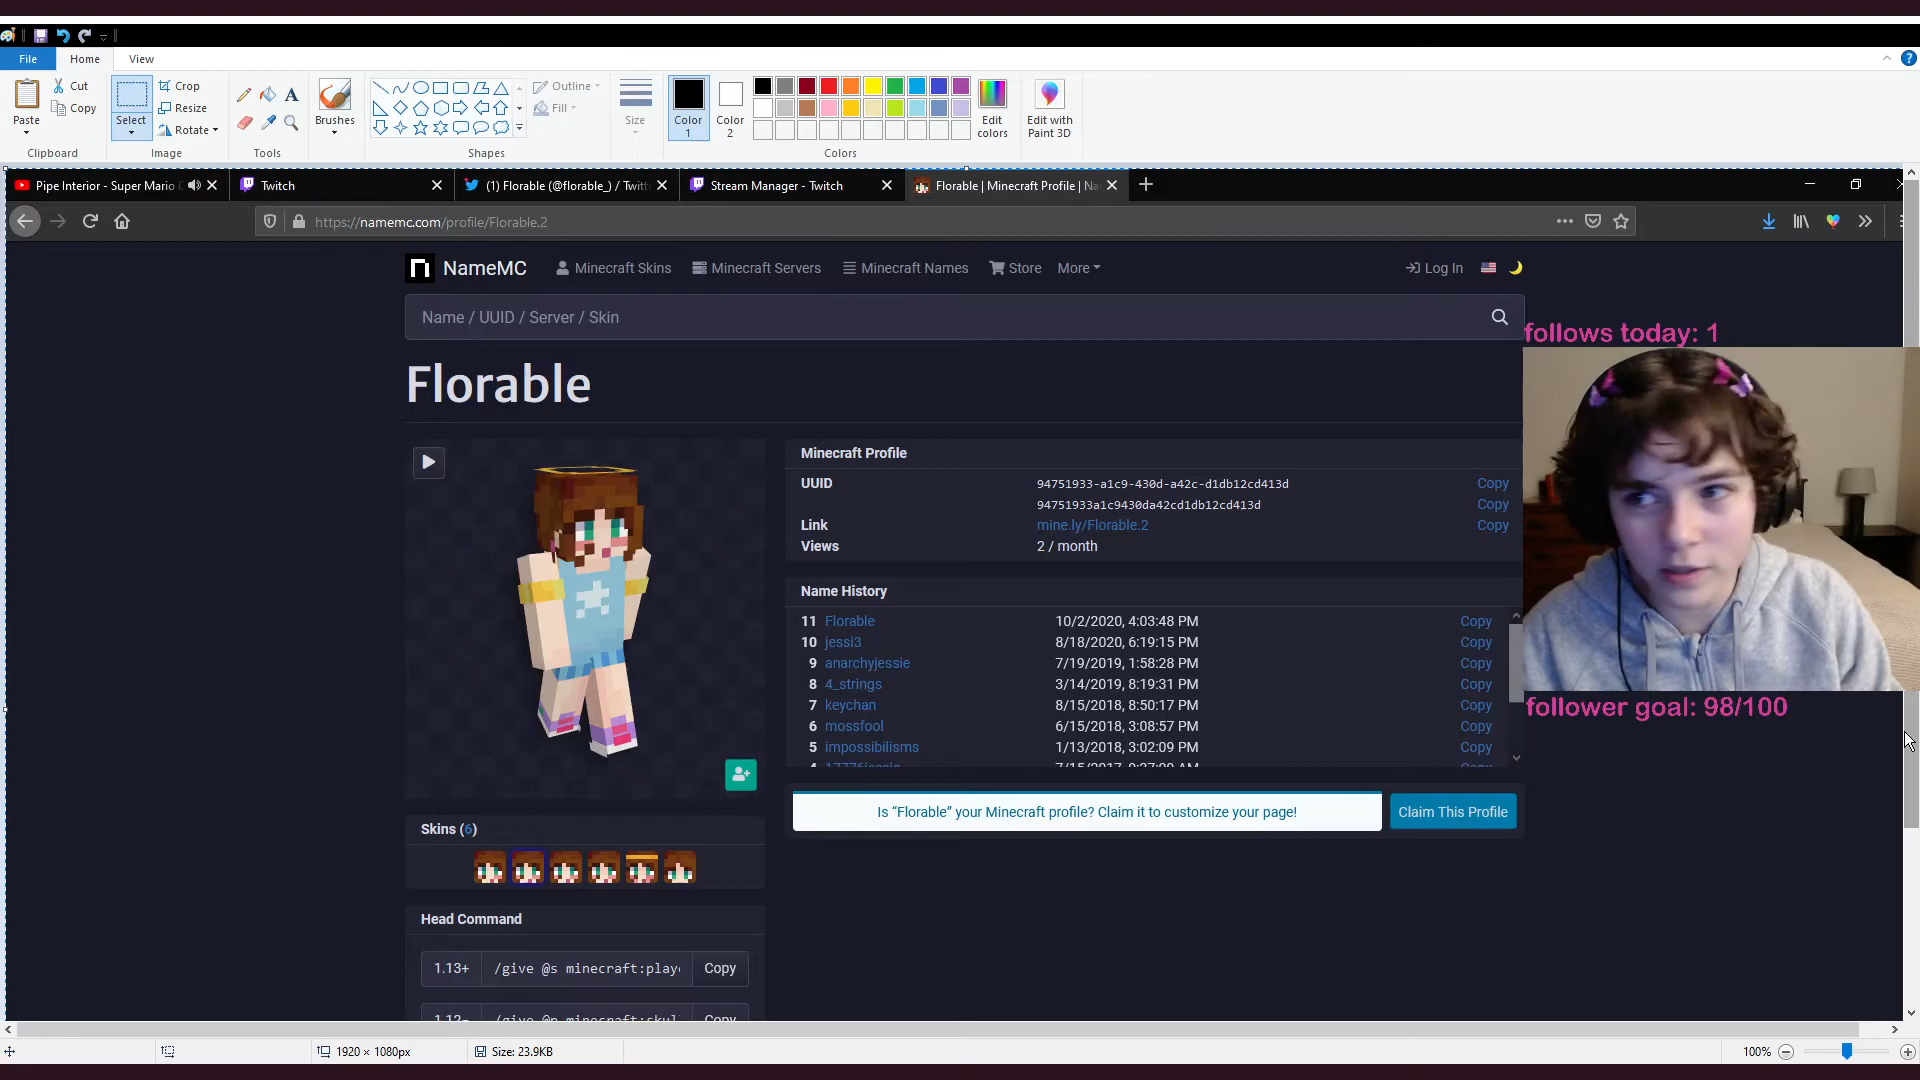 File Home View
Paste Cut Copy Select Crop Resize Rotate Brushes Outline Fill Size Color 1 Color 2 Edit colors Edit with Paint 3D
Clipboard Image Tools Shapes Colors
Pipe Interior - Super Mario Twitch (1) Florable (@florable_) / Twitt Stream Manager - Twitch Florable | Minecraft Profile | Na
https://namemc.com/profile/Florable.2
n NameMC Minecraft Skins Minecraft Servers Minecraft Names Store More Log In
Name / UUID / Server / Skin
follows today: 1
Florable
Minecraft Profile
UUID 94751933-a1c9-430d-a42c-d1db12cd413d Copy
94751933a1c9430da42cd1db12cd413d Copy
Link mine.ly/Florable.2 Copy
Views 2 / month
Name History
11 Florable 10/2/2020, 4:03:48 PM Copy
10 jessi3 8/18/2020, 6:19:15 PM Copy
9 anarchyjessie 7/19/2019, 1:58:28 PM Copy
8 4_strings 3/14/2019, 8:19:31 PM Copy
7 keychan 8/15/2018, 8:50:17 PM Copy
6 mossfool 6/15/2018, 3:08:57 PM Copy
5 impossibilisms 1/13/2018, 3:02:09 PM Copy
follower goal: 98/100
Is “Florable” your Minecraft profile? Claim it to customize your page! Claim This Profile
Skins (6)
Head Command
1.13+ /give @s minecraft:playe Copy
1.12- /give @p minecraft:skul Copy
1920 × 1080px Size: 23.9KB 100%